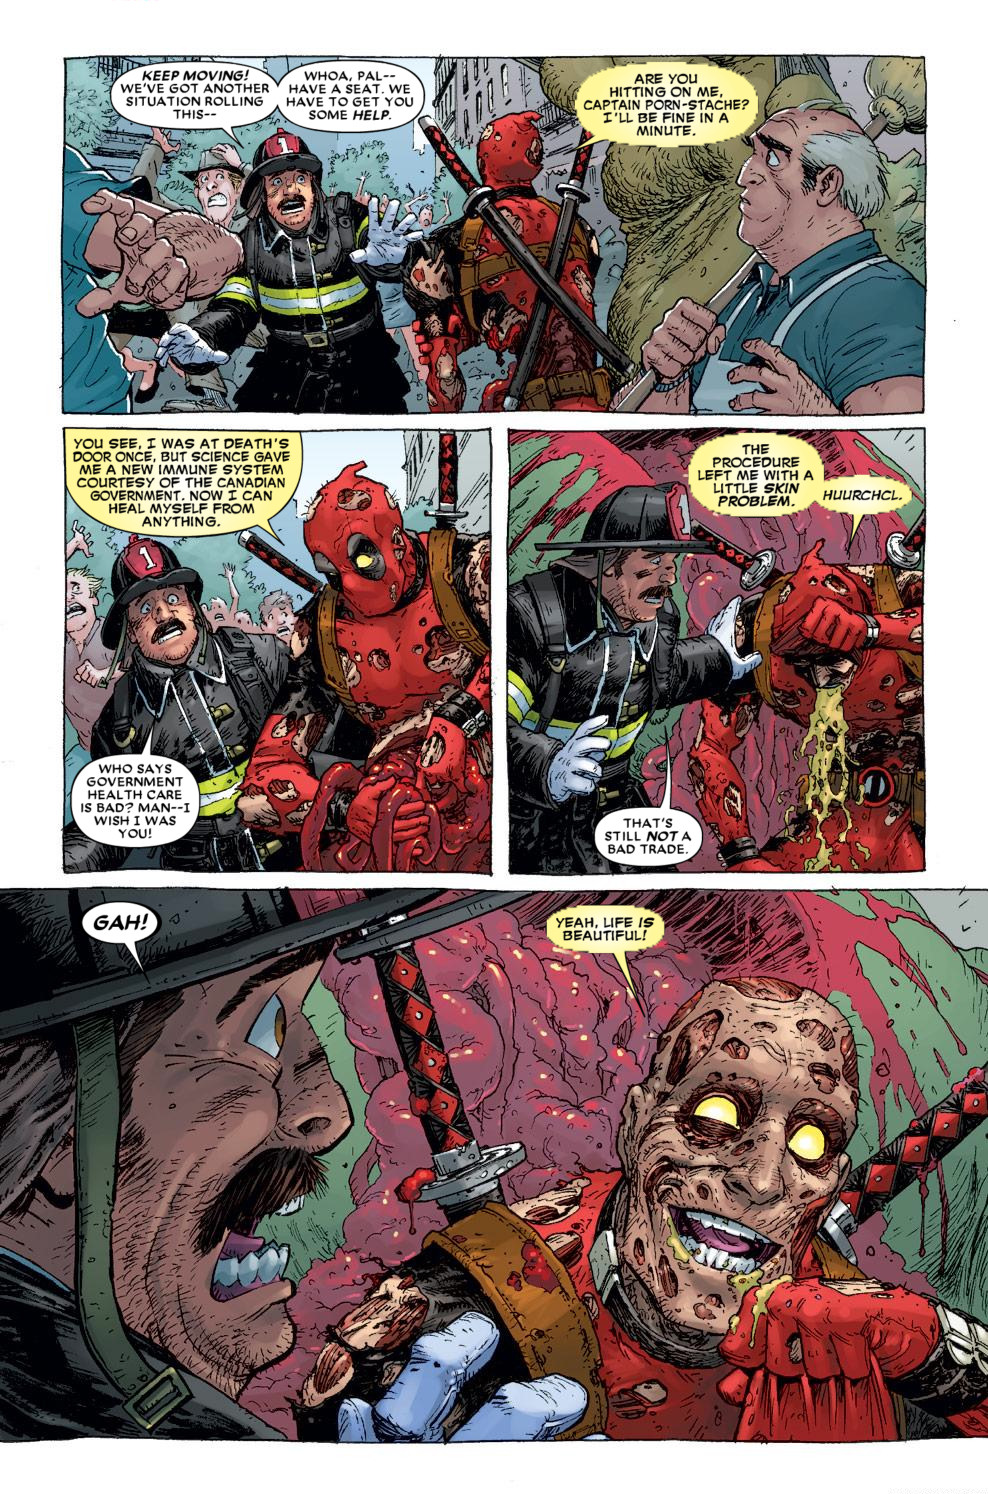 KEEP MOVING!
WE'VE GOT ANOTHER
SITUATION ROLLING
THIS--
WHOA, PAL--
HAVE A SEAT. WE
HAVE TO GET YOU
SOME HELP.
ARE YOU
HITTING ON ME,
CAPTAIN PORN-STACHE?
I'LL BE FINE IN A
MINUTE.
1
YOU SEE, I WAS AT DEATH'S
DOOR ONCE, BUT SCIENCE GAVE
ME A NEW IMMUNE SYSTEM
COURTESY OF THE CANADIAN
GOVERNMENT. NOW I CAN
HEAL MYSELF FROM
ANYTHING.
1
WHO SAYS
GOVERNMENT
HEALTH CARE
IS BAD? MAN--I
WISH I WAS
YOU!
THE
PROCEDURE
LEFT ME WITH A
LITTLE SKIN
PROBLEM.
HUURCHCL.
THAT'S
STILL NOT A
BAD TRADE.
GAH!
YEAH, LIFE IS
BEAUTIFUL!